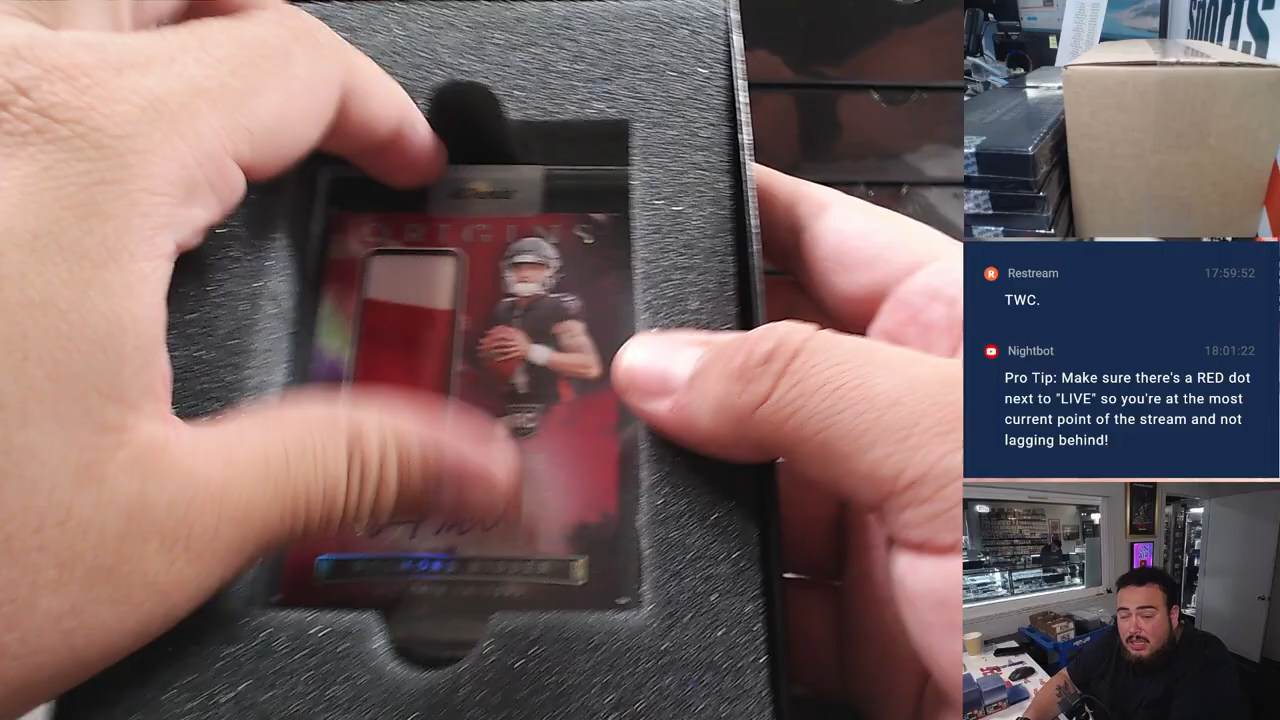 ORIGINS
sports
Restream 17:59:52
TWC.
Nightbot 18:01:22
Pro Tip: Make sure there's a RED dot
next to "LIVE" so you're at the most
current point of the stream and not
lagging behind!